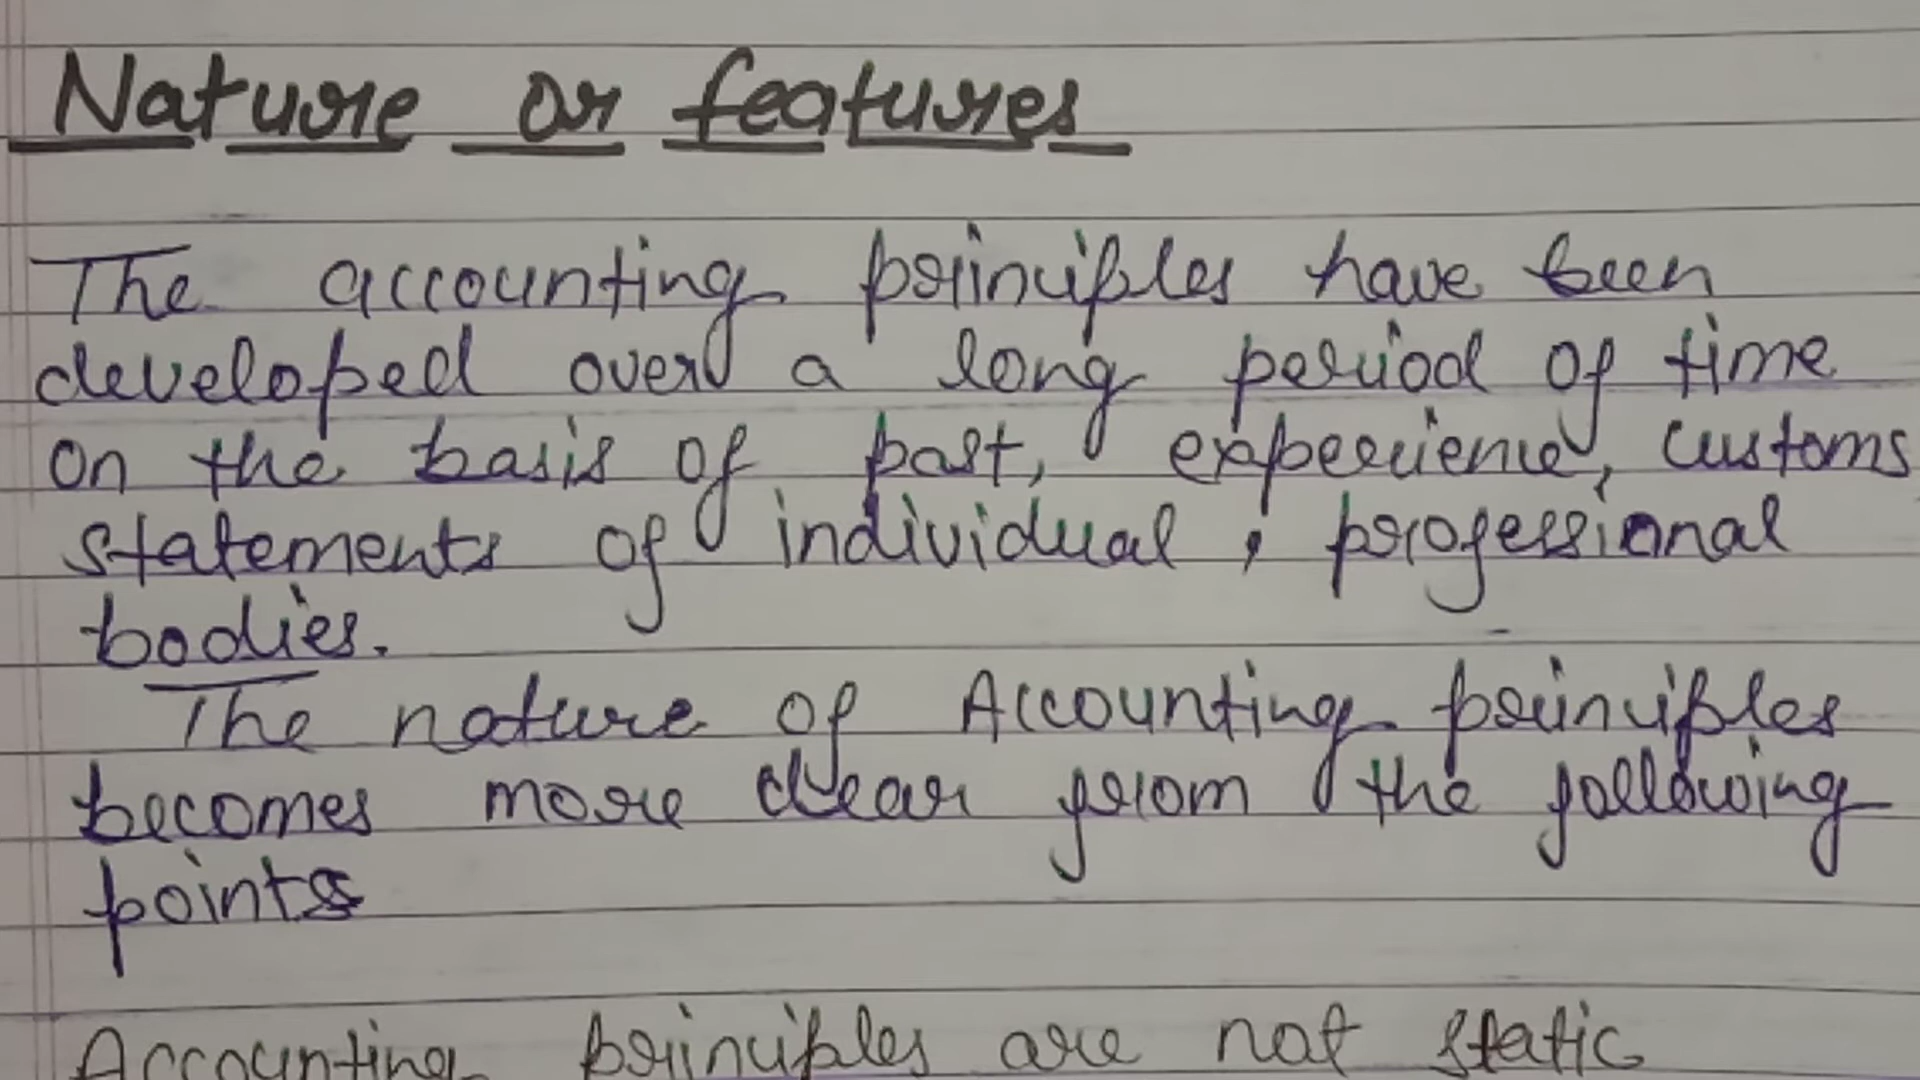 Nature or features
The accounting principles have been
developed over a long period of time
on the basis of past, experience, customs
statements of individual, professional
bodies.
The nature of Accounting principles
becomes more clear from the following
points
Accounting principles are not static